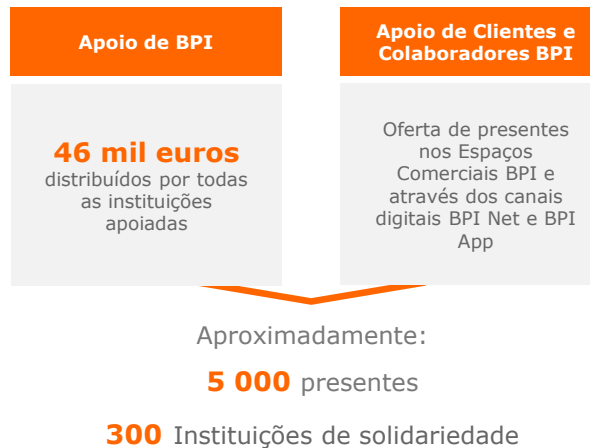 Apoio de BPI
46 mil euros
distribuídos por todas
as instituições
apoiadas
Apoio de Clientes e
Colaboradores BPI
Oferta de presentes
nos Espaços
Comerciais BPI e
através dos canais
digitais BPI Net e BPI
App
Aproximadamente:
5 000 presentes
300 Instituições de solidariedade